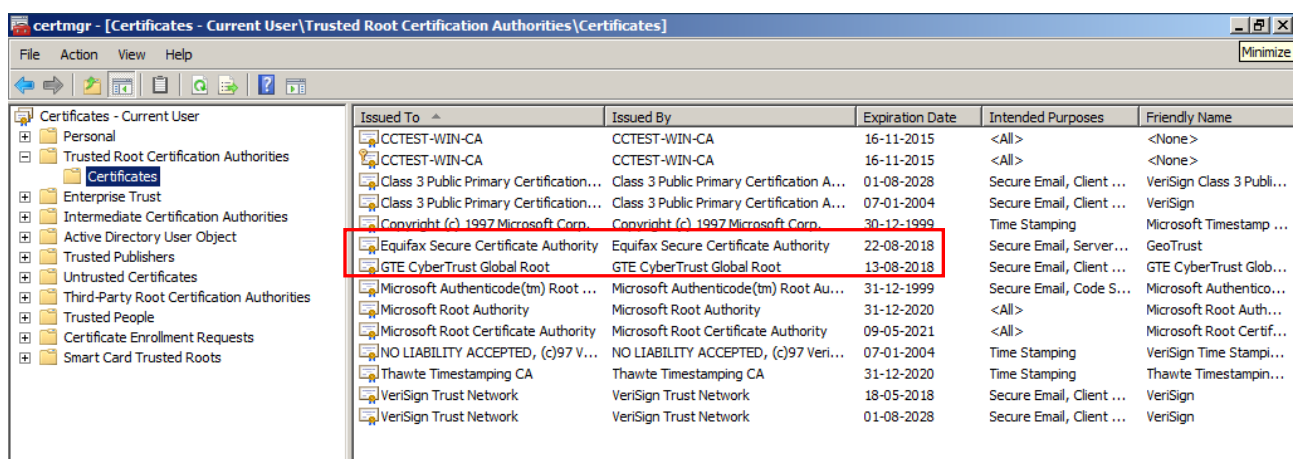 certmgr - [Certificates - Current User\Trusted Root Certification Authorities\Certificates]
File Action View Help
Minimize
Certificates - Current User
Personal
Trusted Root Certification Authorities
Certificates
Enterprise Trust
Intermediate Certification Authorities
Active Directory User Object
Trusted Publishers
Untrusted Certificates
Third-Party Root Certification Authorities
Trusted People
Certificate Enrollment Requests
Smart Card Trusted Roots
Issued To Issued By Expiration Date Intended Purposes Friendly Name
CCTEST-WIN-CA CCTEST-WIN-CA 16-11-2015 <All> <None>
CCTEST-WIN-CA CCTEST-WIN-CA 16-11-2015 <All> <None>
Class 3 Public Primary Certification... Class 3 Public Primary Certification A... 01-08-2028 Secure Email, Client ... VeriSign Class 3 Publi...
Class 3 Public Primary Certification... Class 3 Public Primary Certification A... 07-01-2004 Secure Email, Client ... VeriSign
Copyright (c) 1997 Microsoft Corp. Copyright (c) 1997 Microsoft Corp. 30-12-1999 Time Stamping Microsoft Timestamp ...
Equifax Secure Certificate Authority Equifax Secure Certificate Authority 22-08-2018 Secure Email, Server... GeoTrust
GTE CyberTrust Global Root GTE CyberTrust Global Root 13-08-2018 Secure Email, Client ... GTE CyberTrust Glob...
Microsoft Authenticode(tm) Root ... Microsoft Authenticode(tm) Root Au... 31-12-1999 Secure Email, Code S... Microsoft Authentico...
Microsoft Root Authority Microsoft Root Authority 31-12-2020 <All> Microsoft Root Auth...
Microsoft Root Certificate Authority Microsoft Root Certificate Authority 09-05-2021 <All> Microsoft Root Certif...
NO LIABILITY ACCEPTED, (c)97 V... NO LIABILITY ACCEPTED, (c)97 Veri... 07-01-2004 Time Stamping VeriSign Time Stampi...
Thawte Timestamping CA Thawte Timestamping CA 31-12-2020 Time Stamping Thawte Timestampin...
VeriSign Trust Network VeriSign Trust Network 18-05-2018 Secure Email, Client ... VeriSign
VeriSign Trust Network VeriSign Trust Network 01-08-2028 Secure Email, Client ... VeriSign